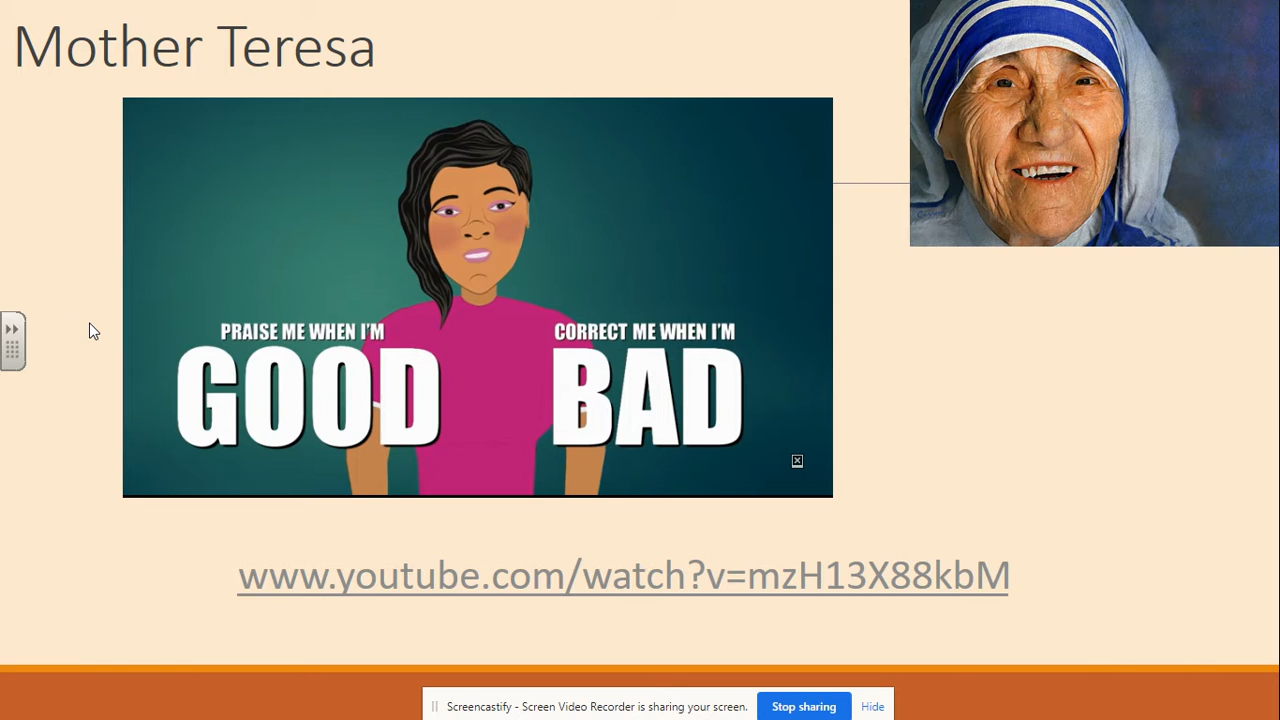 Mother Teresa
PRAISE ME WHEN I'M
GOOD
CORRECT ME WHEN I'M
BAD
www.youtube.com/watch?v=mzH13X88kbM
Screencastify - Screen Video Recorder is sharing your screen.
Stop sharing
Hide